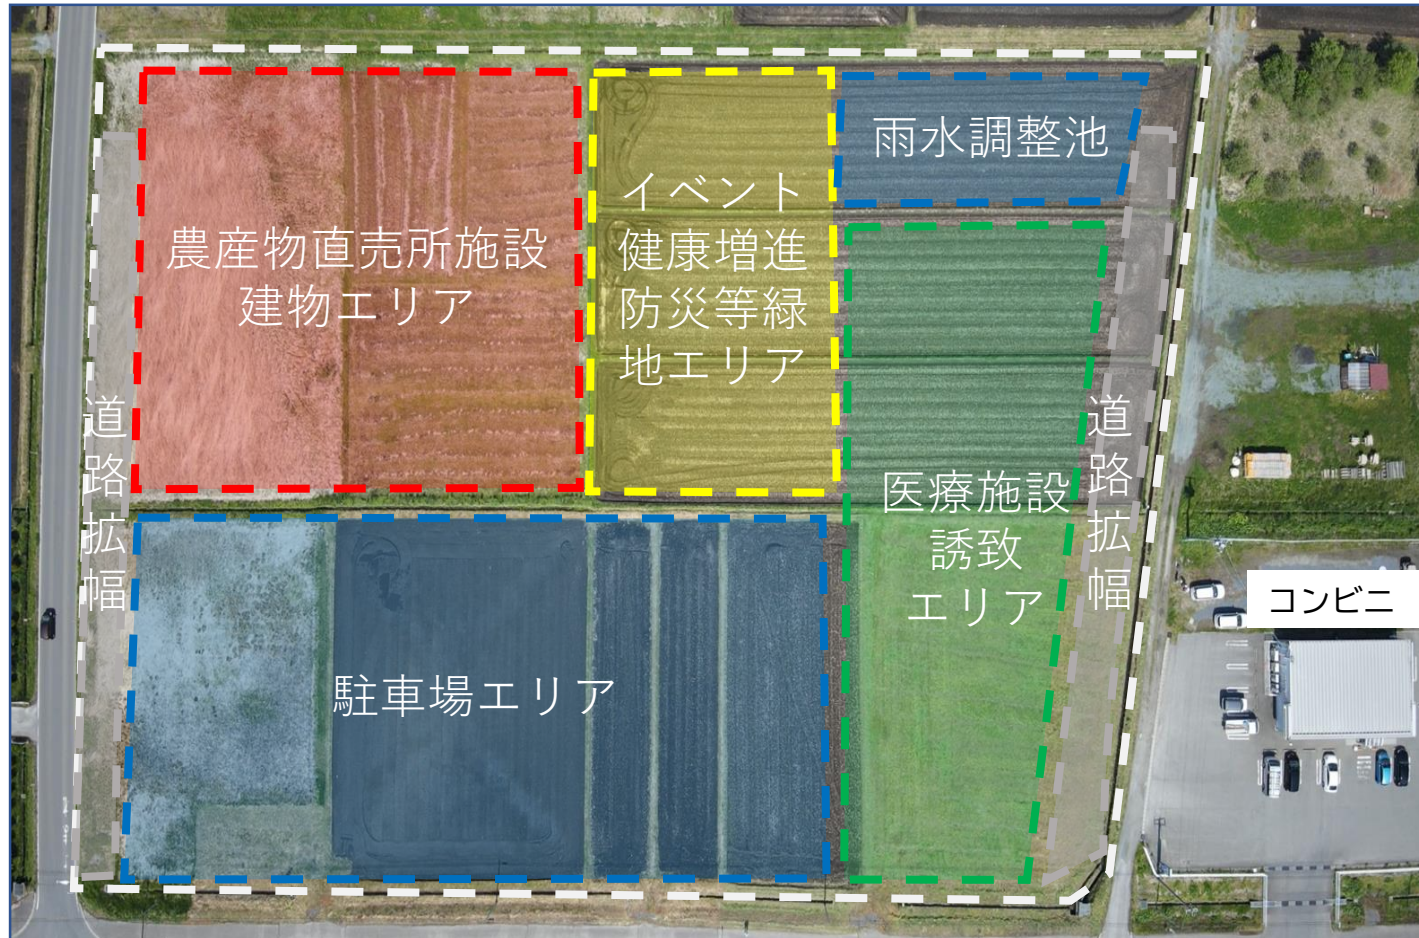 雨水調整池
イベント
健康増進
防災等緑
地エリア
農産物直売所施設
建物エリア
道路拡幅
道路拡幅
医療施設
誘致
エリア
コンビニ
駐車場エリア